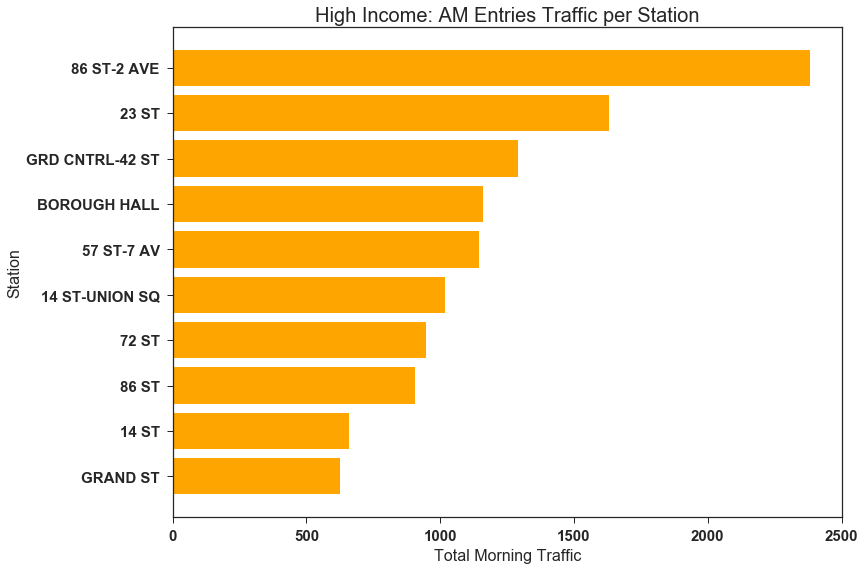 High Income: AM Entries Traffic per Station
86 ST-2 AVE
23 ST
GRD CNTRL-42 ST
BOROUGH HALL
57 ST-7 AV
14 ST-UNION SQ
72 ST
86 ST
14 ST
GRAND ST
Station
0 500 1000 1500 2000 2500
Total Morning Traffic